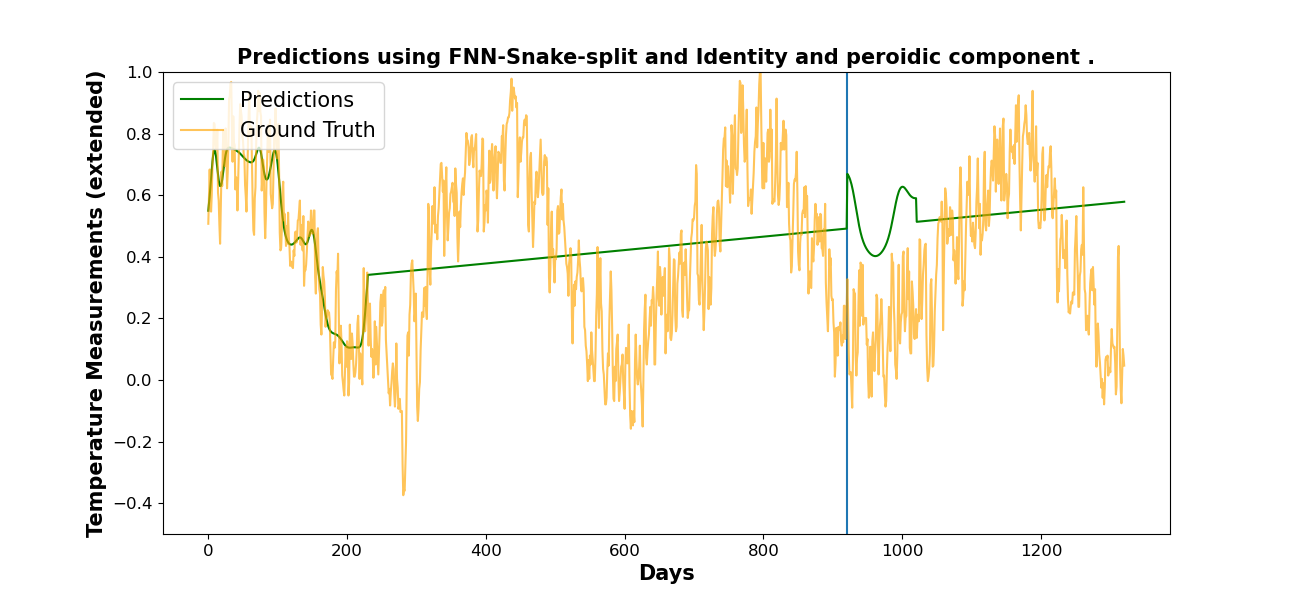 Predictions using FNN-Snake-split and Identity and peroidic component .
Temperature Measurements (extended)
1.0
0.8
0.6
0.4
0.2
0.0
−0.2
−0.4
Predictions
Ground Truth
0 200 400 600 800 1000 1200
Days